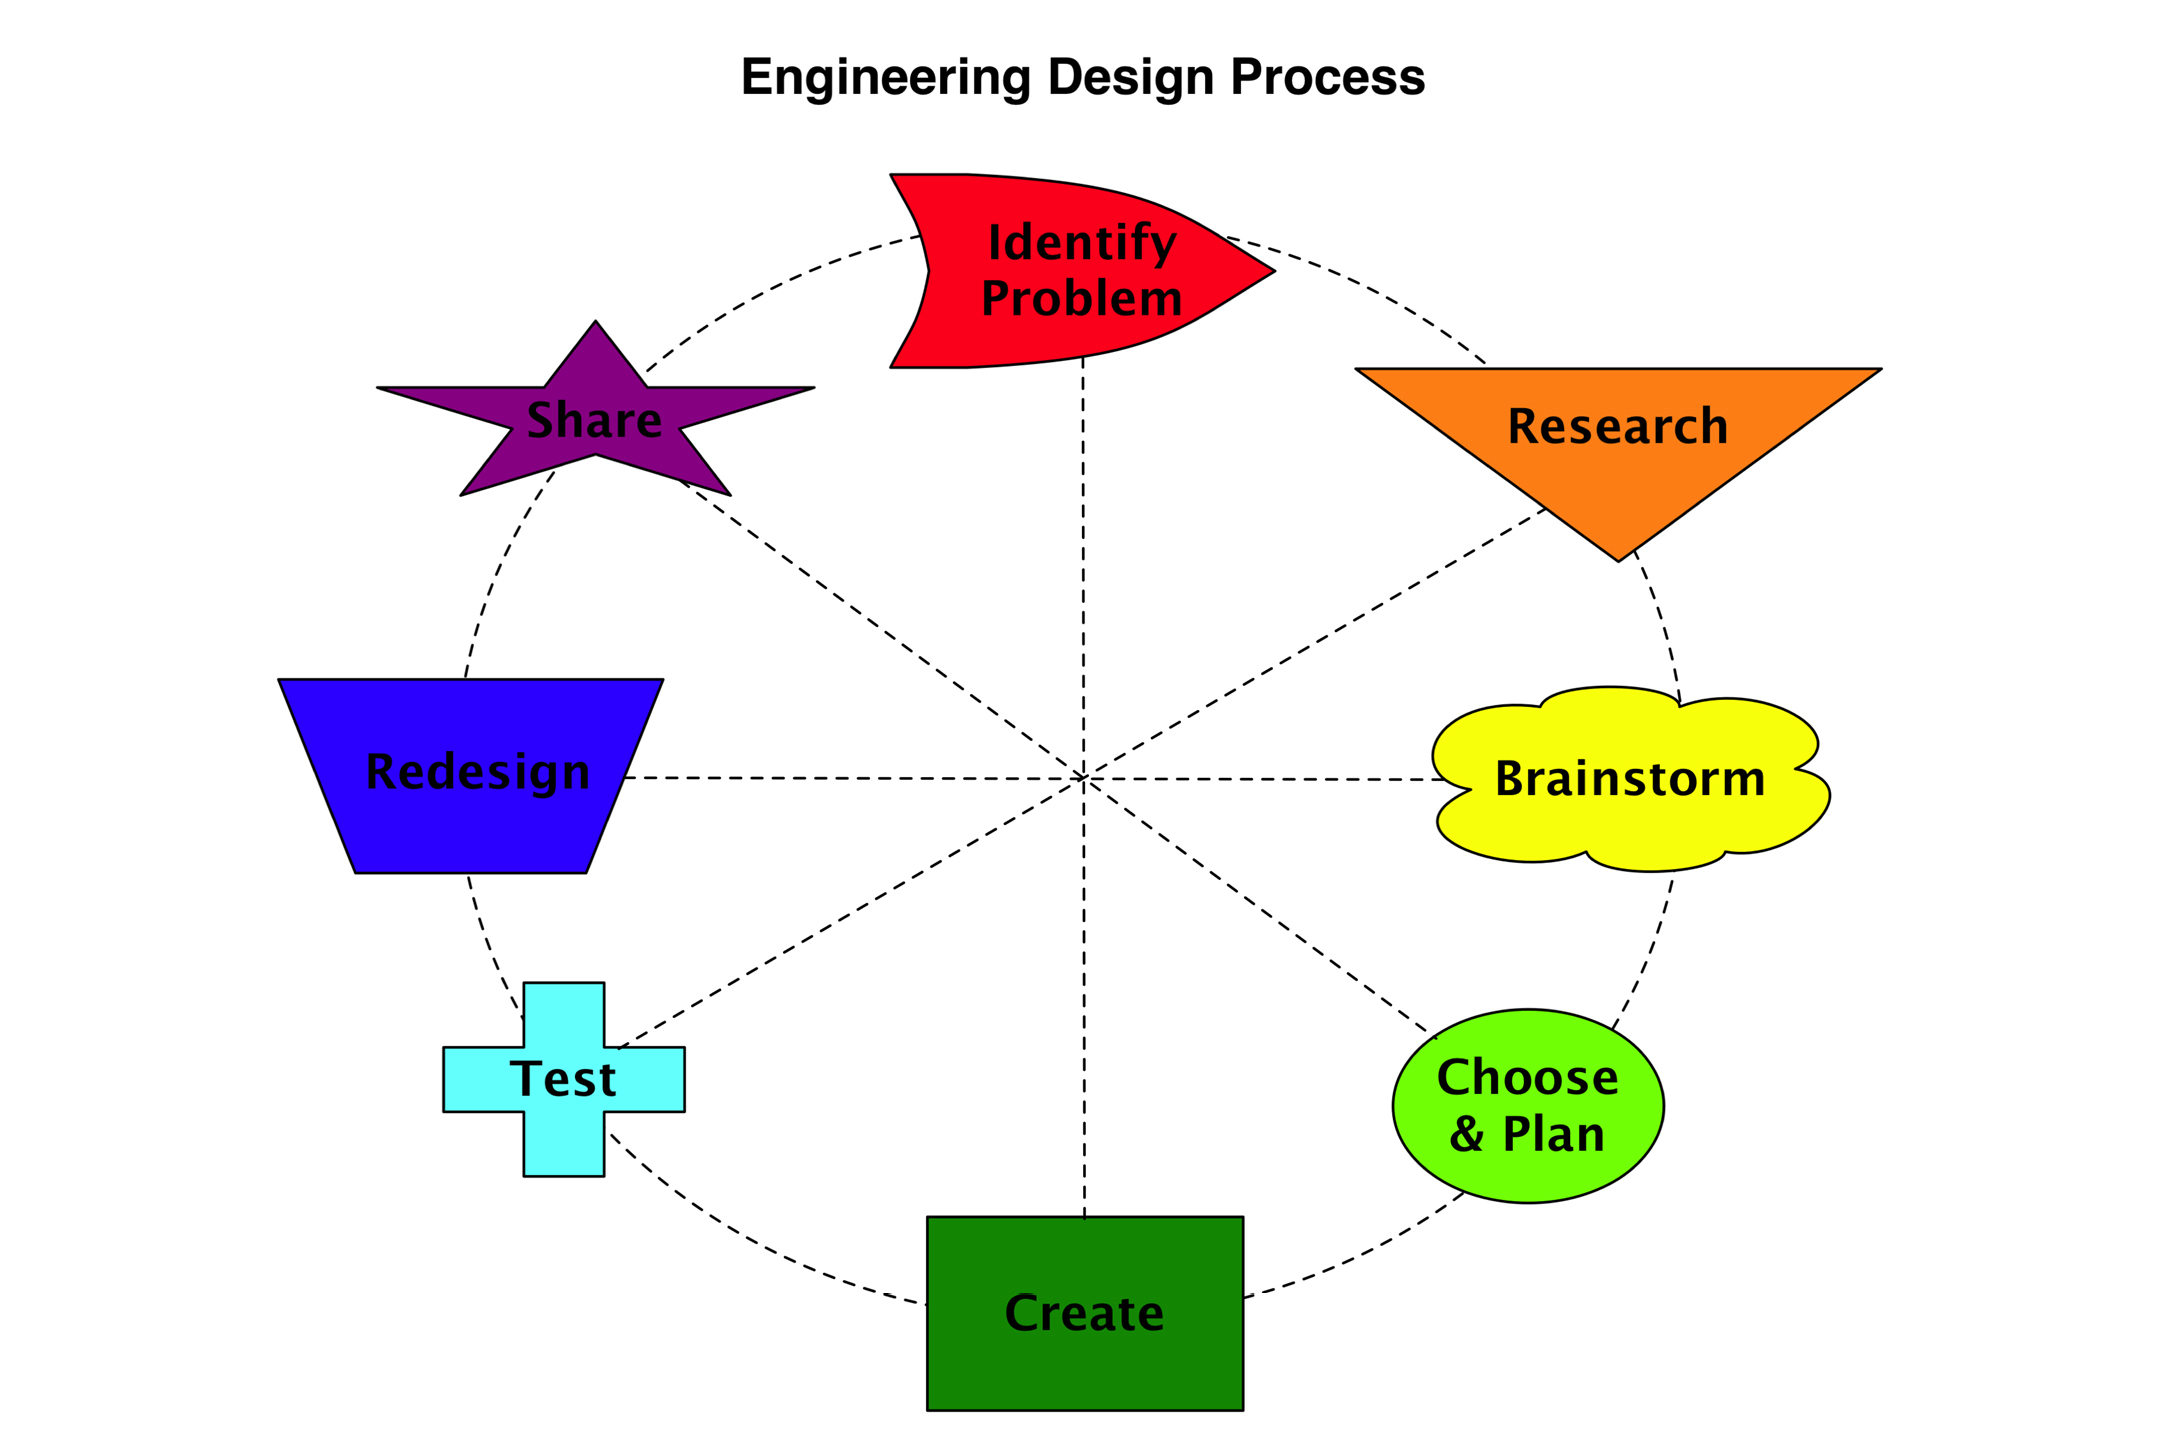 Engineering Design Process
Identify
Problem
Research
Brainstorm
Choose
& Plan
Create
Test
Redesign
Share